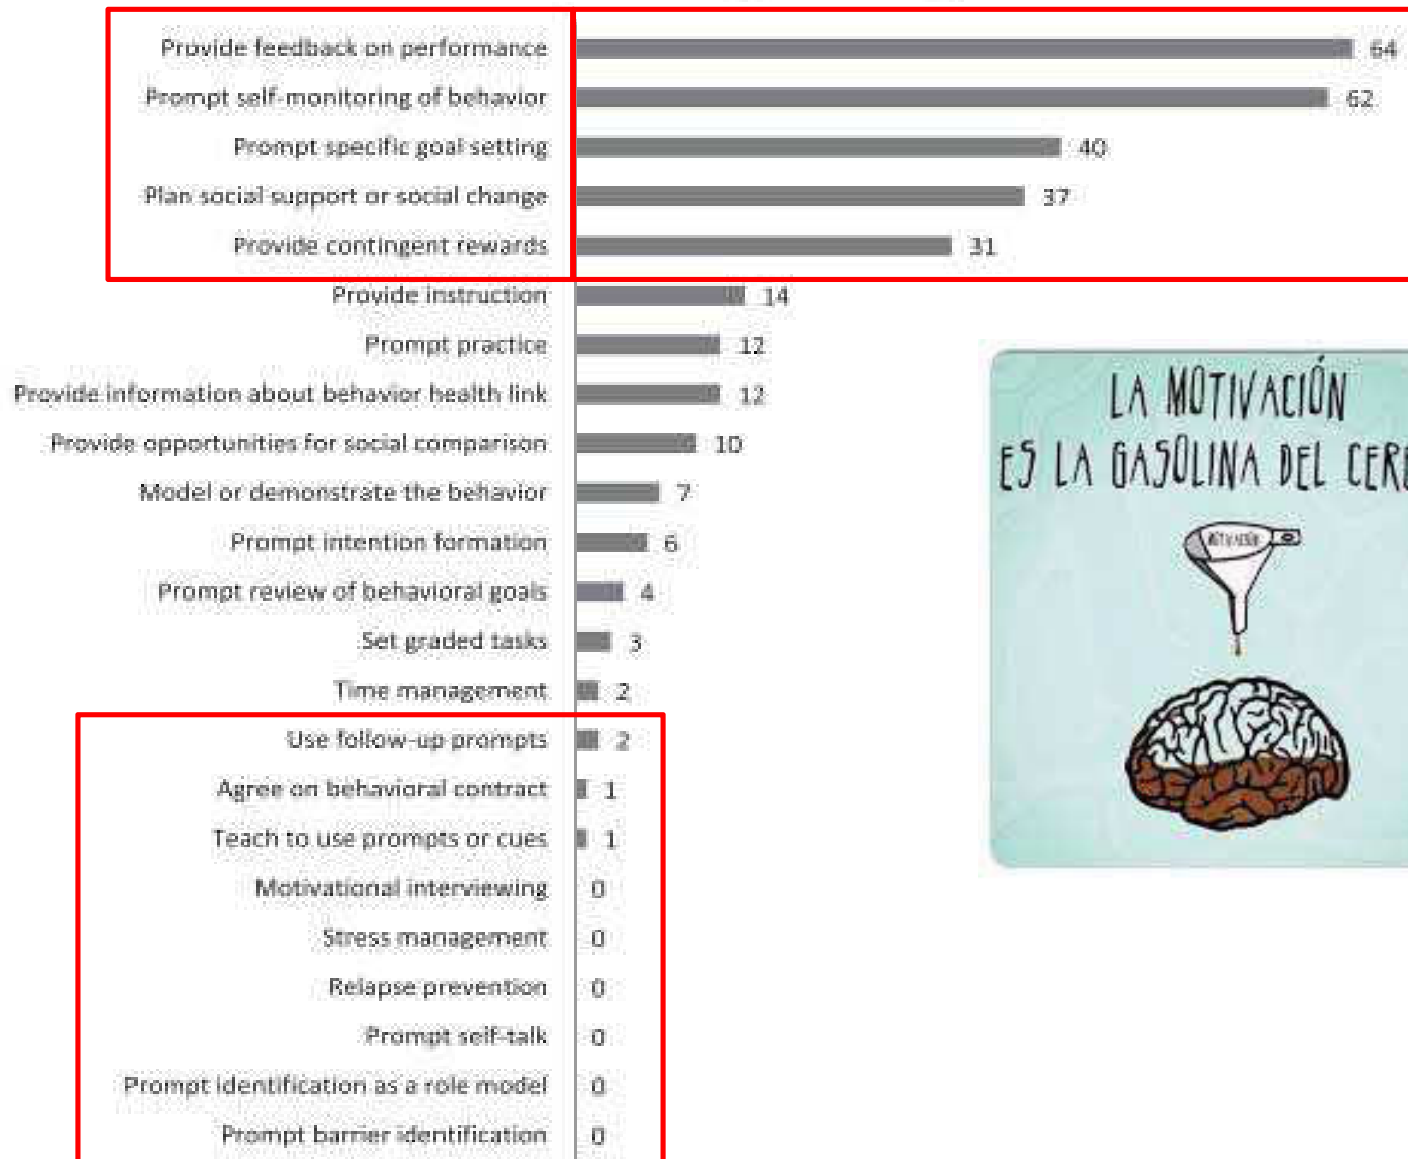 Provide feedback on performance 64
Prompt self-monitoring of behavior 62
Prompt specific goal setting 40
Plan social support or social change 37
Provide contingent rewards 31
Provide instruction 14
Prompt practice 12
Provide information about behavior health link 12
Provide opportunities for social comparison 10
Model or demonstrate the behavior 7
Prompt intention formation 6
Prompt review of behavioral goals 4
Set graded tasks 3
Time management 2
Use follow-up prompts 2
Agree on behavioral contract 1
Teach to use prompts or cues 1
Motivational interviewing 0
Stress management 0
Relapse prevention 0
Prompt self-talk 0
Prompt identification as a role model 0
Prompt barrier identification 0
LA MOTIVACIÓN
ES LA GASOLINA DEL
MOTIVACIÓN